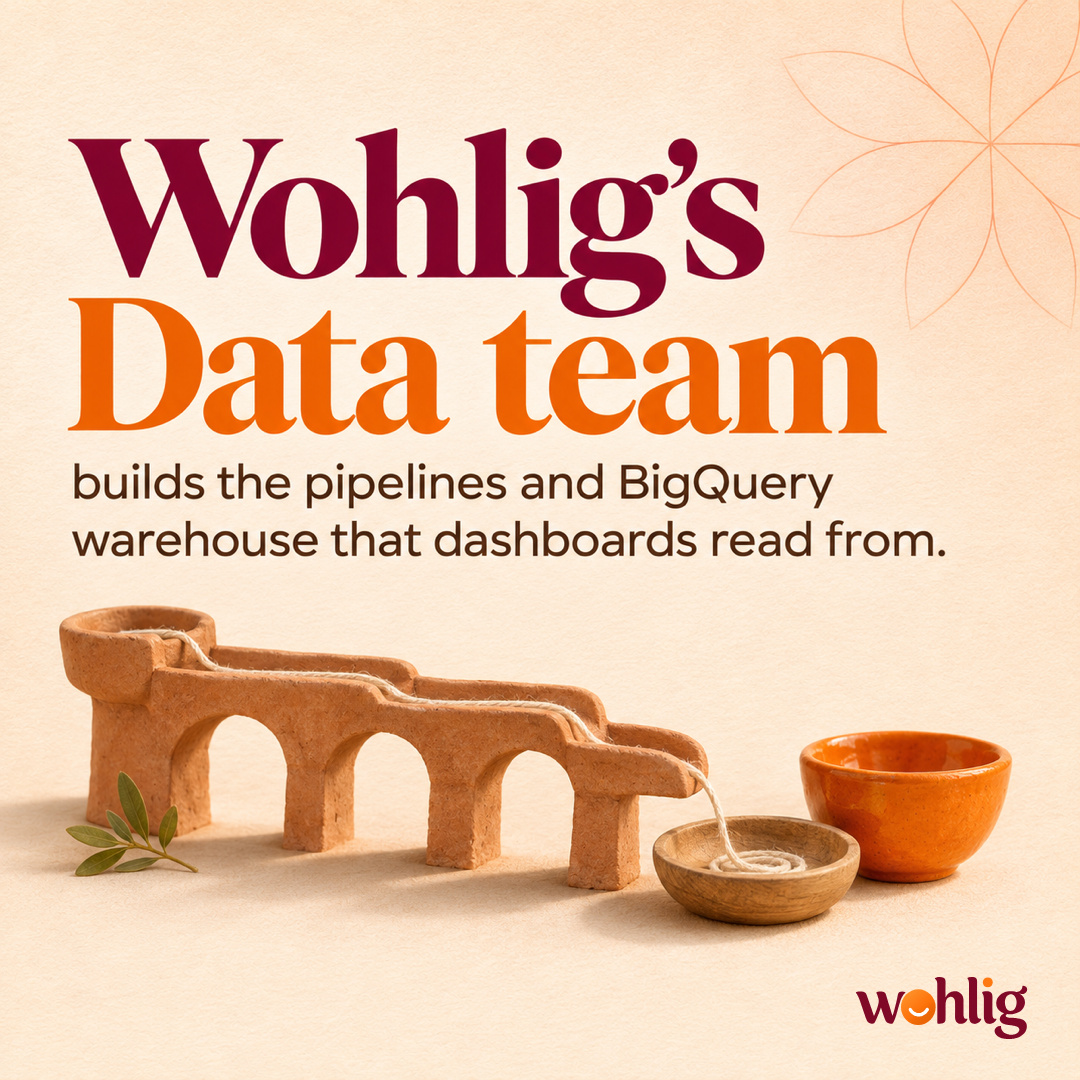 Wohlig's
Data team
builds the pipelines and BigQuery
warehouse that dashboards read from.
wohlig